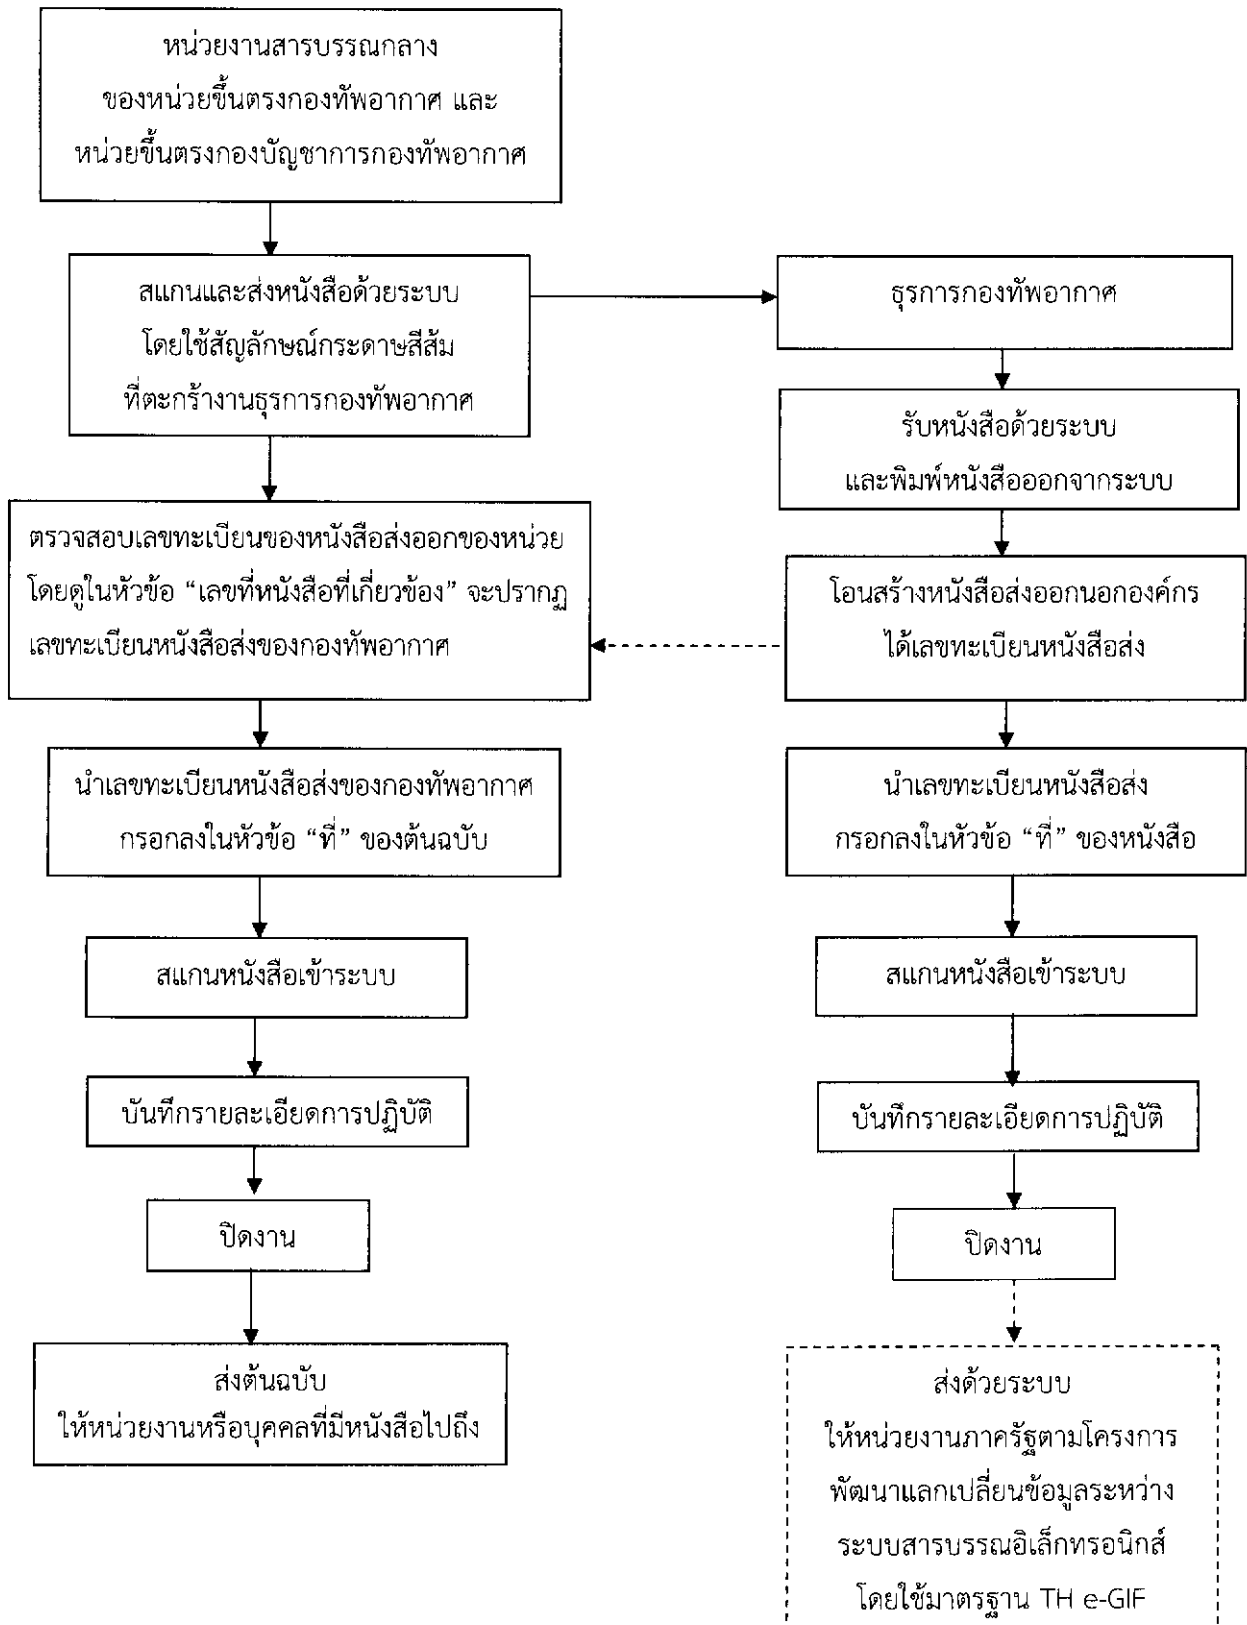 หน่วยงานสารบรรณกลาง
ของหน่วยขึ้นตรงกองทัพอากาศ และ
หน่วยขึ้นตรงกองบัญชาการกองทัพอากาศ
สแกนและส่งหนังสือด้วยระบบ
โดยใช้สัญลักษณ์กระดาษสีส้ม
ที่ตะกร้างานธุรการกองทัพอากาศ
ตรวจสอบเลขทะเบียนของหนังสือส่งออกของหน่วย
โดยดูในหัวข้อ “เลขที่หนังสือที่เกี่ยวข้อง” จะปรากฏ
เลขทะเบียนหนังสือส่งของกองทัพอากาศ
นำเลขทะเบียนหนังสือส่งของกองทัพอากาศ
กรอกลงในหัวข้อ “ที่” ของต้นฉบับ
สแกนหนังสือเข้าระบบ
บันทึกรายละเอียดการปฏิบัติ
ปิดงาน
ส่งต้นฉบับ
ให้หน่วยงานหรือบุคคลที่มีหนังสือไปถึง
ธุรการกองทัพอากาศ
รับหนังสือด้วยระบบ
และพิมพ์หนังสือออกจากระบบ
โอนสร้างหนังสือส่งออกนอกองค์กร
ได้เลขทะเบียนหนังสือส่ง
นำเลขทะเบียนหนังสือส่ง
กรอกลงในหัวข้อ “ที่” ของหนังสือ
สแกนหนังสือเข้าระบบ
บันทึกรายละเอียดการปฏิบัติ
ปิดงาน
ส่งด้วยระบบ
ให้หน่วยงานภาครัฐตามโครงการ
พัฒนาแลกเปลี่ยนข้อมูลระหว่าง
ระบบสารบรรณอิเล็กทรอนิกส์
โดยใช้มาตรฐาน TH e-GIF